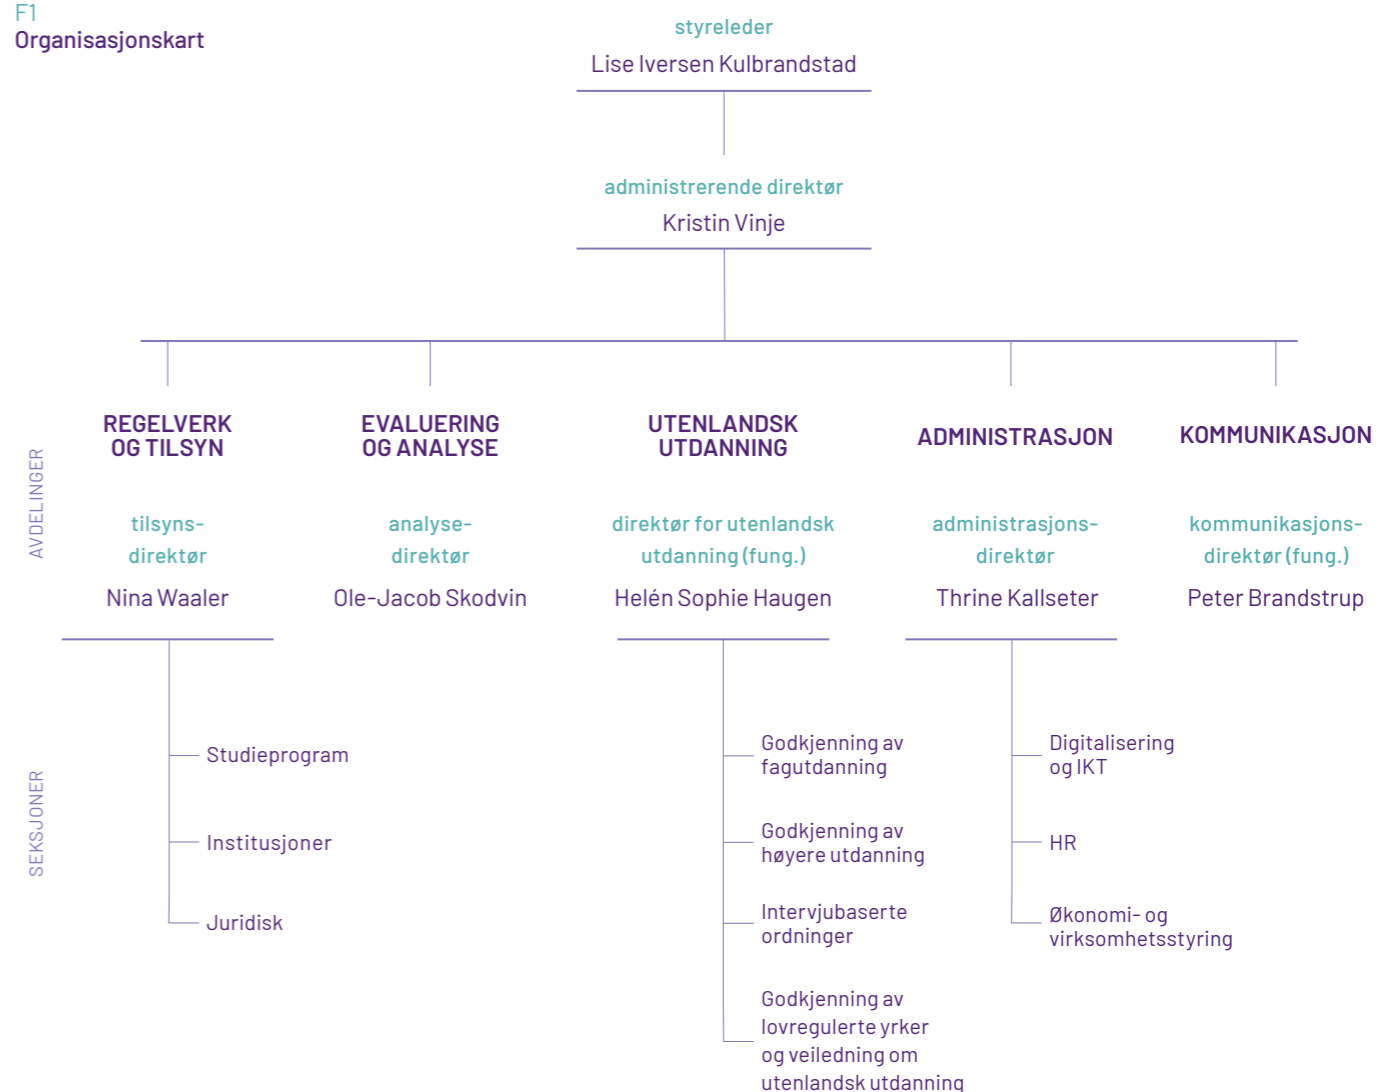 F1
Organisasjonskart
styreleder
Lise Iversen Kulbrandstad
administrerende direktør
Kristin Vinje
AVDELINGER
REGELVERK
OG TILSYN
tilsyns-
direktør
Nina Waaler
EVALUERING
OG ANALYSE
analyse-
direktør
Ole-Jacob Skodvin
UTENLANDSK
UTDANNING
direktør for utenlandsk
utdanning (fung.)
Helén Sophie Haugen
ADMINISTRASJON
administrasjons-
direktør
Thrine Kallseter
KOMMUNIKASJON
kommunikasjons-
direktør (fung.)
Peter Brandstrup
SEKSJONER
Studieprogram
Institusjoner
Juridisk
Godkjenning av
fagutdanning
Godkjenning av
høyere utdanning
Intervjubaserte
ordninger
Godkjenning av
lovregulerte yrker
og veiledning om
utenlandsk utdanning
Digitalisering
og IKT
HR
Økonomi- og
virksomhetsstyring